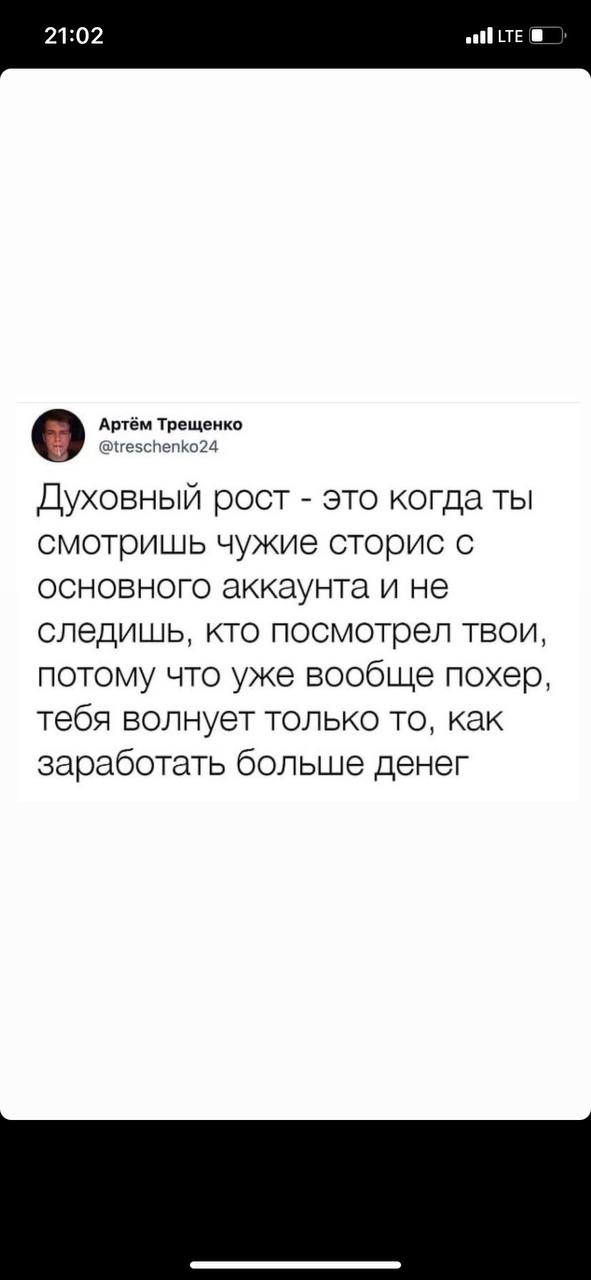 21:02
LTE
Артём Трещенко
@treschenko24
Духовный рост - это когда ты
смотришь чужие сторис с
основного аккаунта и не
следишь, кто посмотрел твои,
потому что уже вообще похер,
тебя волнует только то, как
заработать больше денег